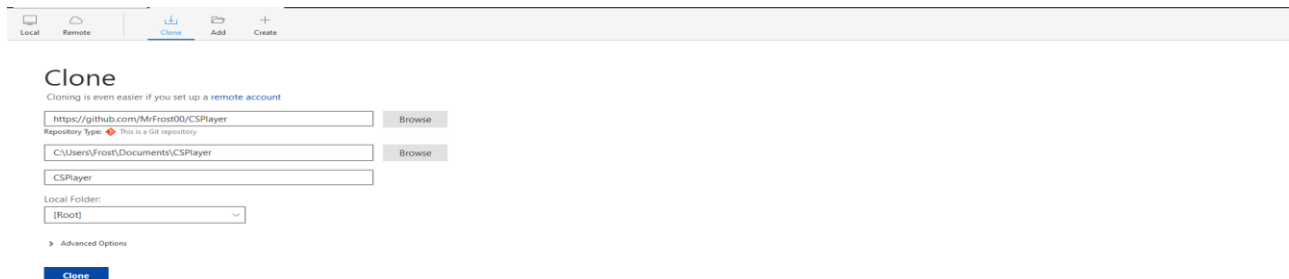 Local Remote Clone Add Create
Clone
Cloning is even easier if you set up a remote account
https://github.com/MrFrost00/CSPlayer Browse
Repository Type: This is a Git repository
C:\Users\Frost\Documents\CSPlayer Browse
CSPlayer
Local Folder:
[Root]
Advanced Options
Clone